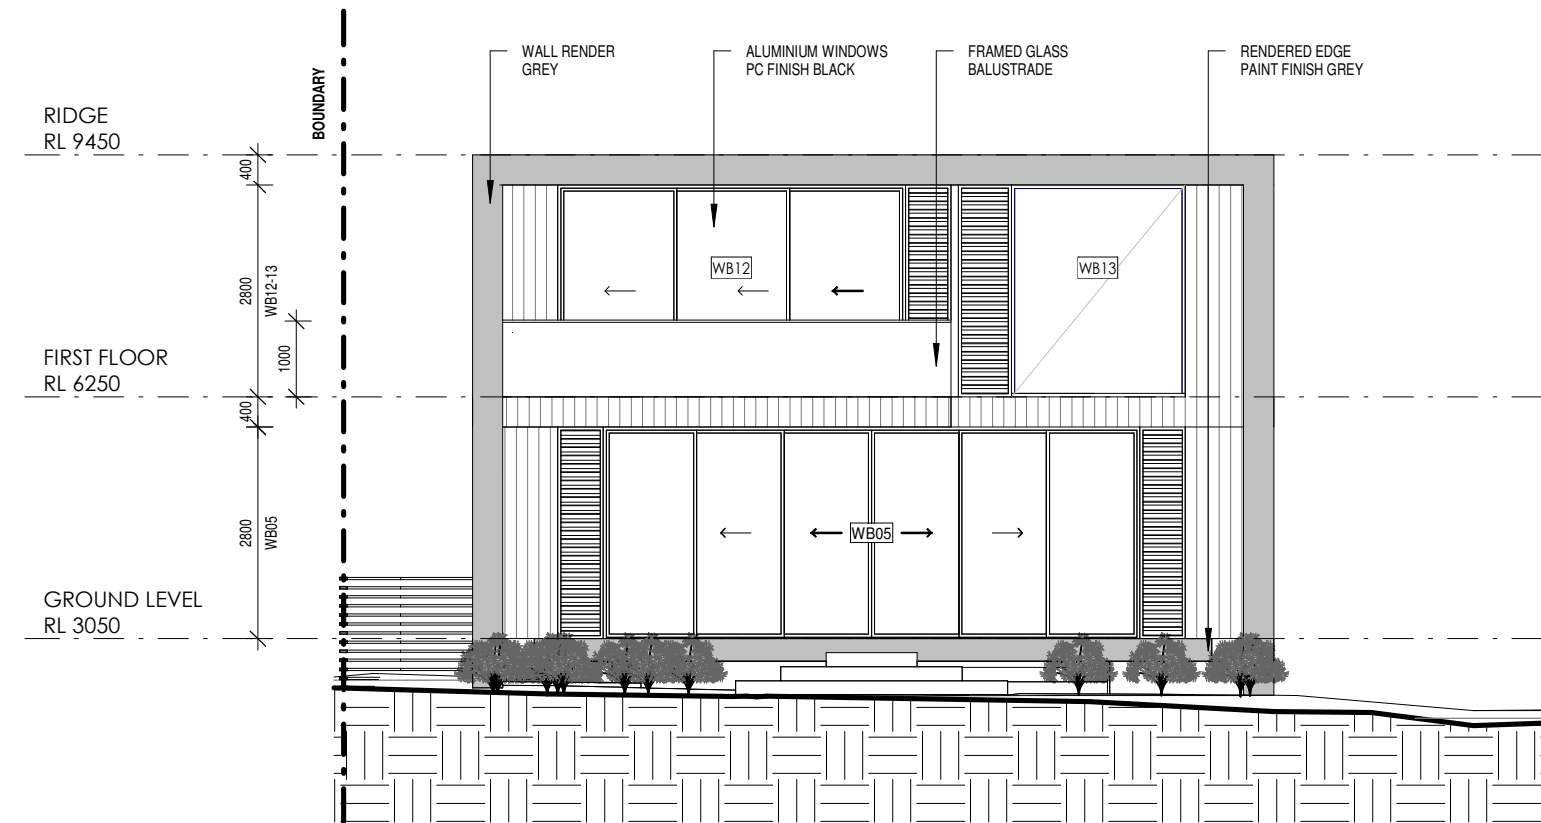 WALL RENDER
GREY
ALUMINIUM WINDOWS
PC FINISH BLACK
FRAMED GLASS
BALUSTRADE
RENDERED EDGE
PAINT FINISH GREY
BOUNDARY
RIDGE
RL 9450
400
2800
WB12-13
WB12
WB13
1000
FIRST FLOOR
RL 6250
400
2800
WB05
WB05
GROUND LEVEL
RL 3050